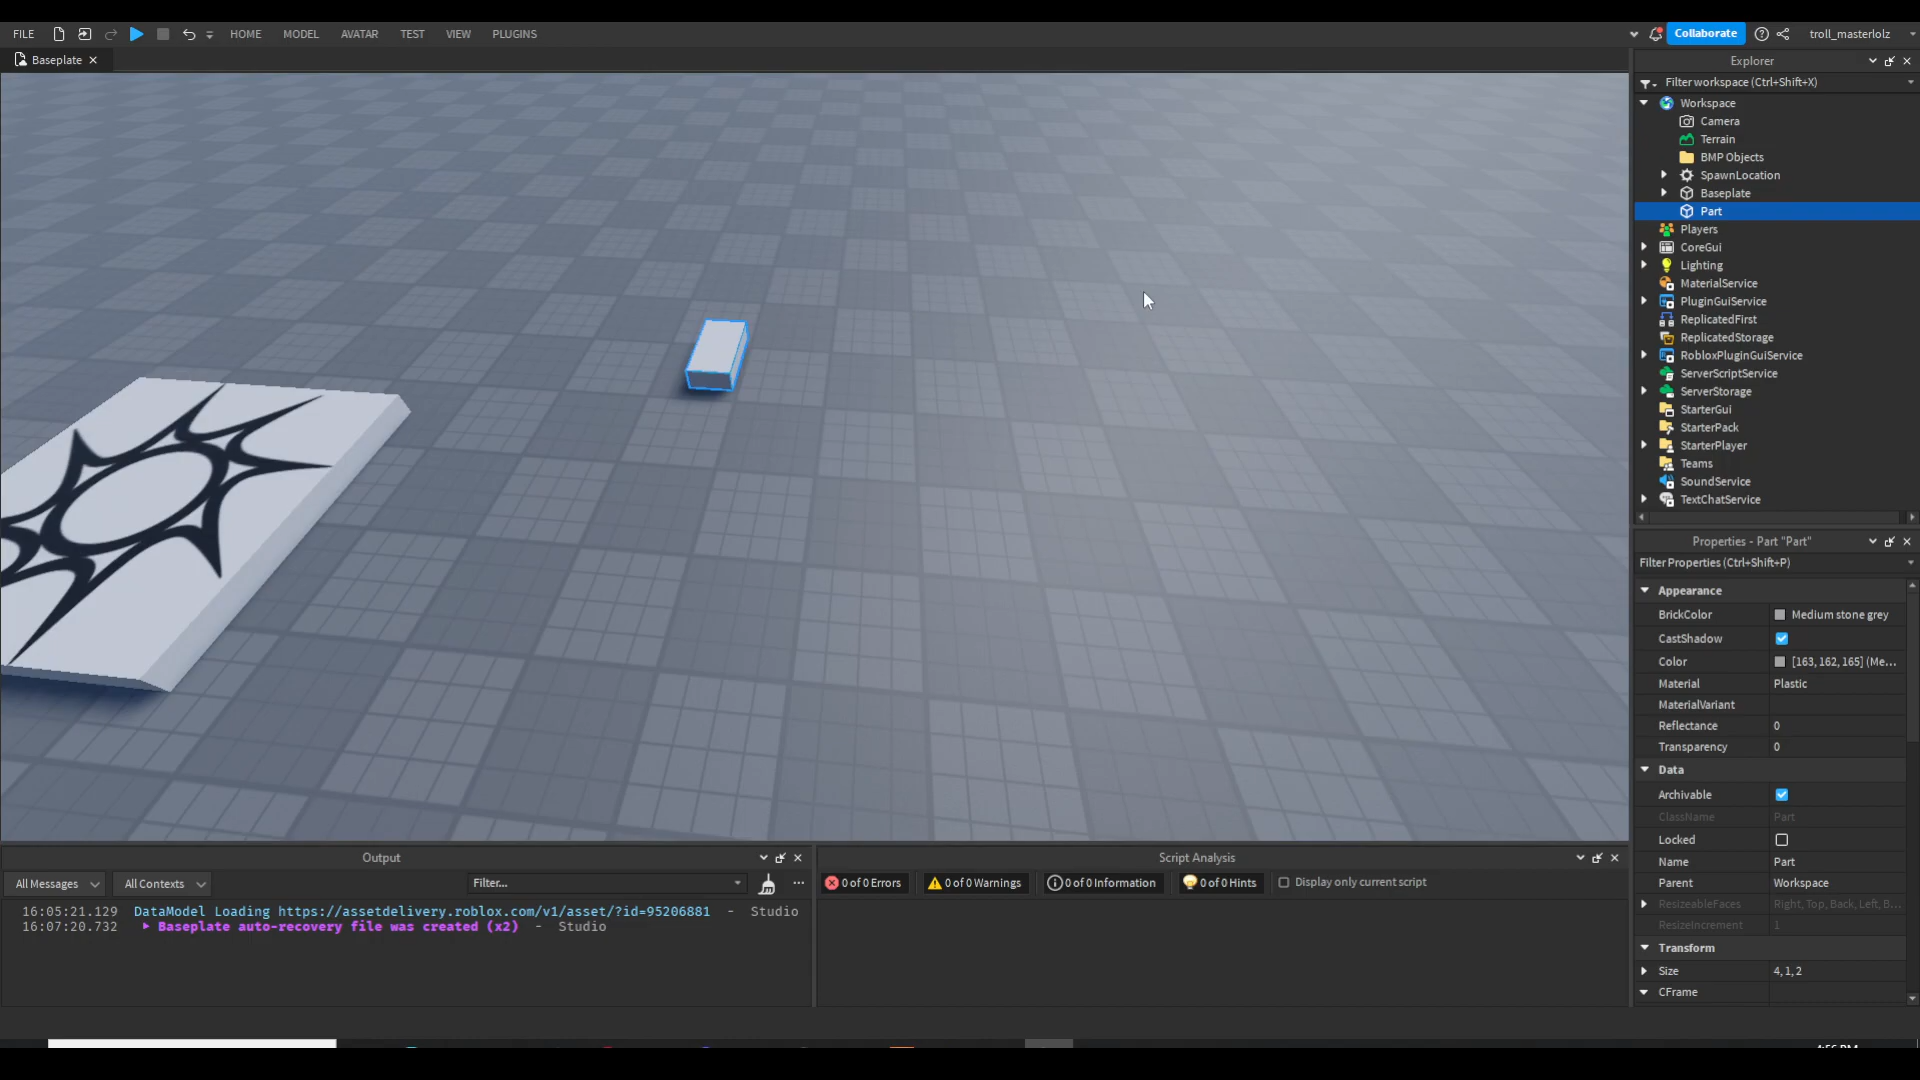 FILE HOME MODEL AVATAR TEST VIEW PLUGINS Collaborate troll_masterlolz
Baseplate
Explorer
Filter workspace (Ctrl+Shift+X)
Workspace
Camera
Terrain
BMP Objects
SpawnLocation
Baseplate
Part
Players
CoreGui
Lighting
MaterialService
PluginGuiService
ReplicatedFirst
ReplicatedStorage
RobloxPluginGuiService
ServerScriptService
ServerStorage
StarterGui
StarterPack
StarterPlayer
Teams
SoundService
TextChatService
Properties - Part "Part"
Filter Properties (Ctrl+Shift+P)
Appearance
BrickColor Medium stone grey
CastShadow
Color [163, 162, 165] (Me...
Material Plastic
MaterialVariant
Reflectance 0
Transparency 0
Data
Archivable
ClassName Part
Locked
Name Part
Parent Workspace
ResizeableFaces Right, Top, Back, Left, B...
ResizeIncrement 1
Transform
Size 4, 1, 2
CFrame
Output
All Messages All Contexts Filter...
16:05:21.129 DataModel Loading https://assetdelivery.roblox.com/v1/asset/?id=95206881 - Studio
16:07:20.732 Baseplate auto-recovery file was created (x2) - Studio
Script Analysis
0 of 0 Errors 0 of 0 Warnings 0 of 0 Information 0 of 0 Hints Display only current script